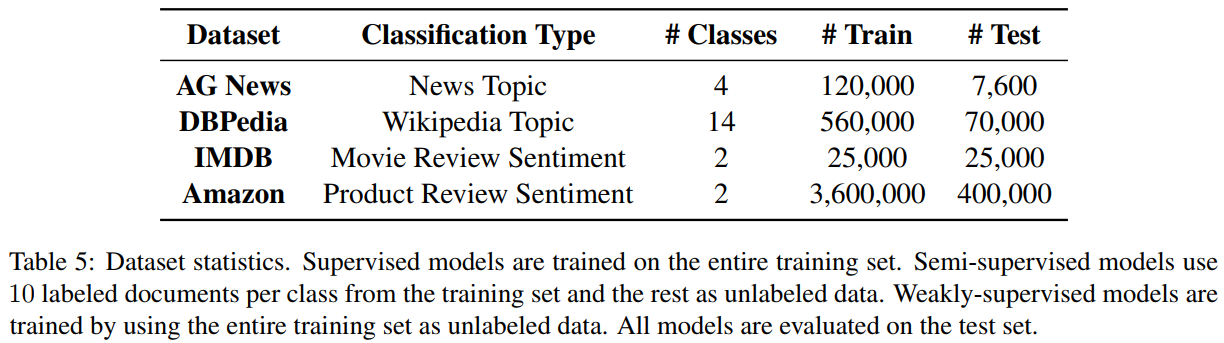 Dataset Classification Type # Classes # Train # Test
AG News News Topic 4 120,000 7,600
DBPedia Wikipedia Topic 14 560,000 70,000
IMDB Movie Review Sentiment 2 25,000 25,000
Amazon Product Review Sentiment 2 3,600,000 400,000
Table 5: Dataset statistics. Supervised models are trained on the entire training set. Semi-supervised models use
10 labeled documents per class from the training set and the rest as unlabeled data. Weakly-supervised models are
trained by using the entire training set as unlabeled data. All models are evaluated on the test set.